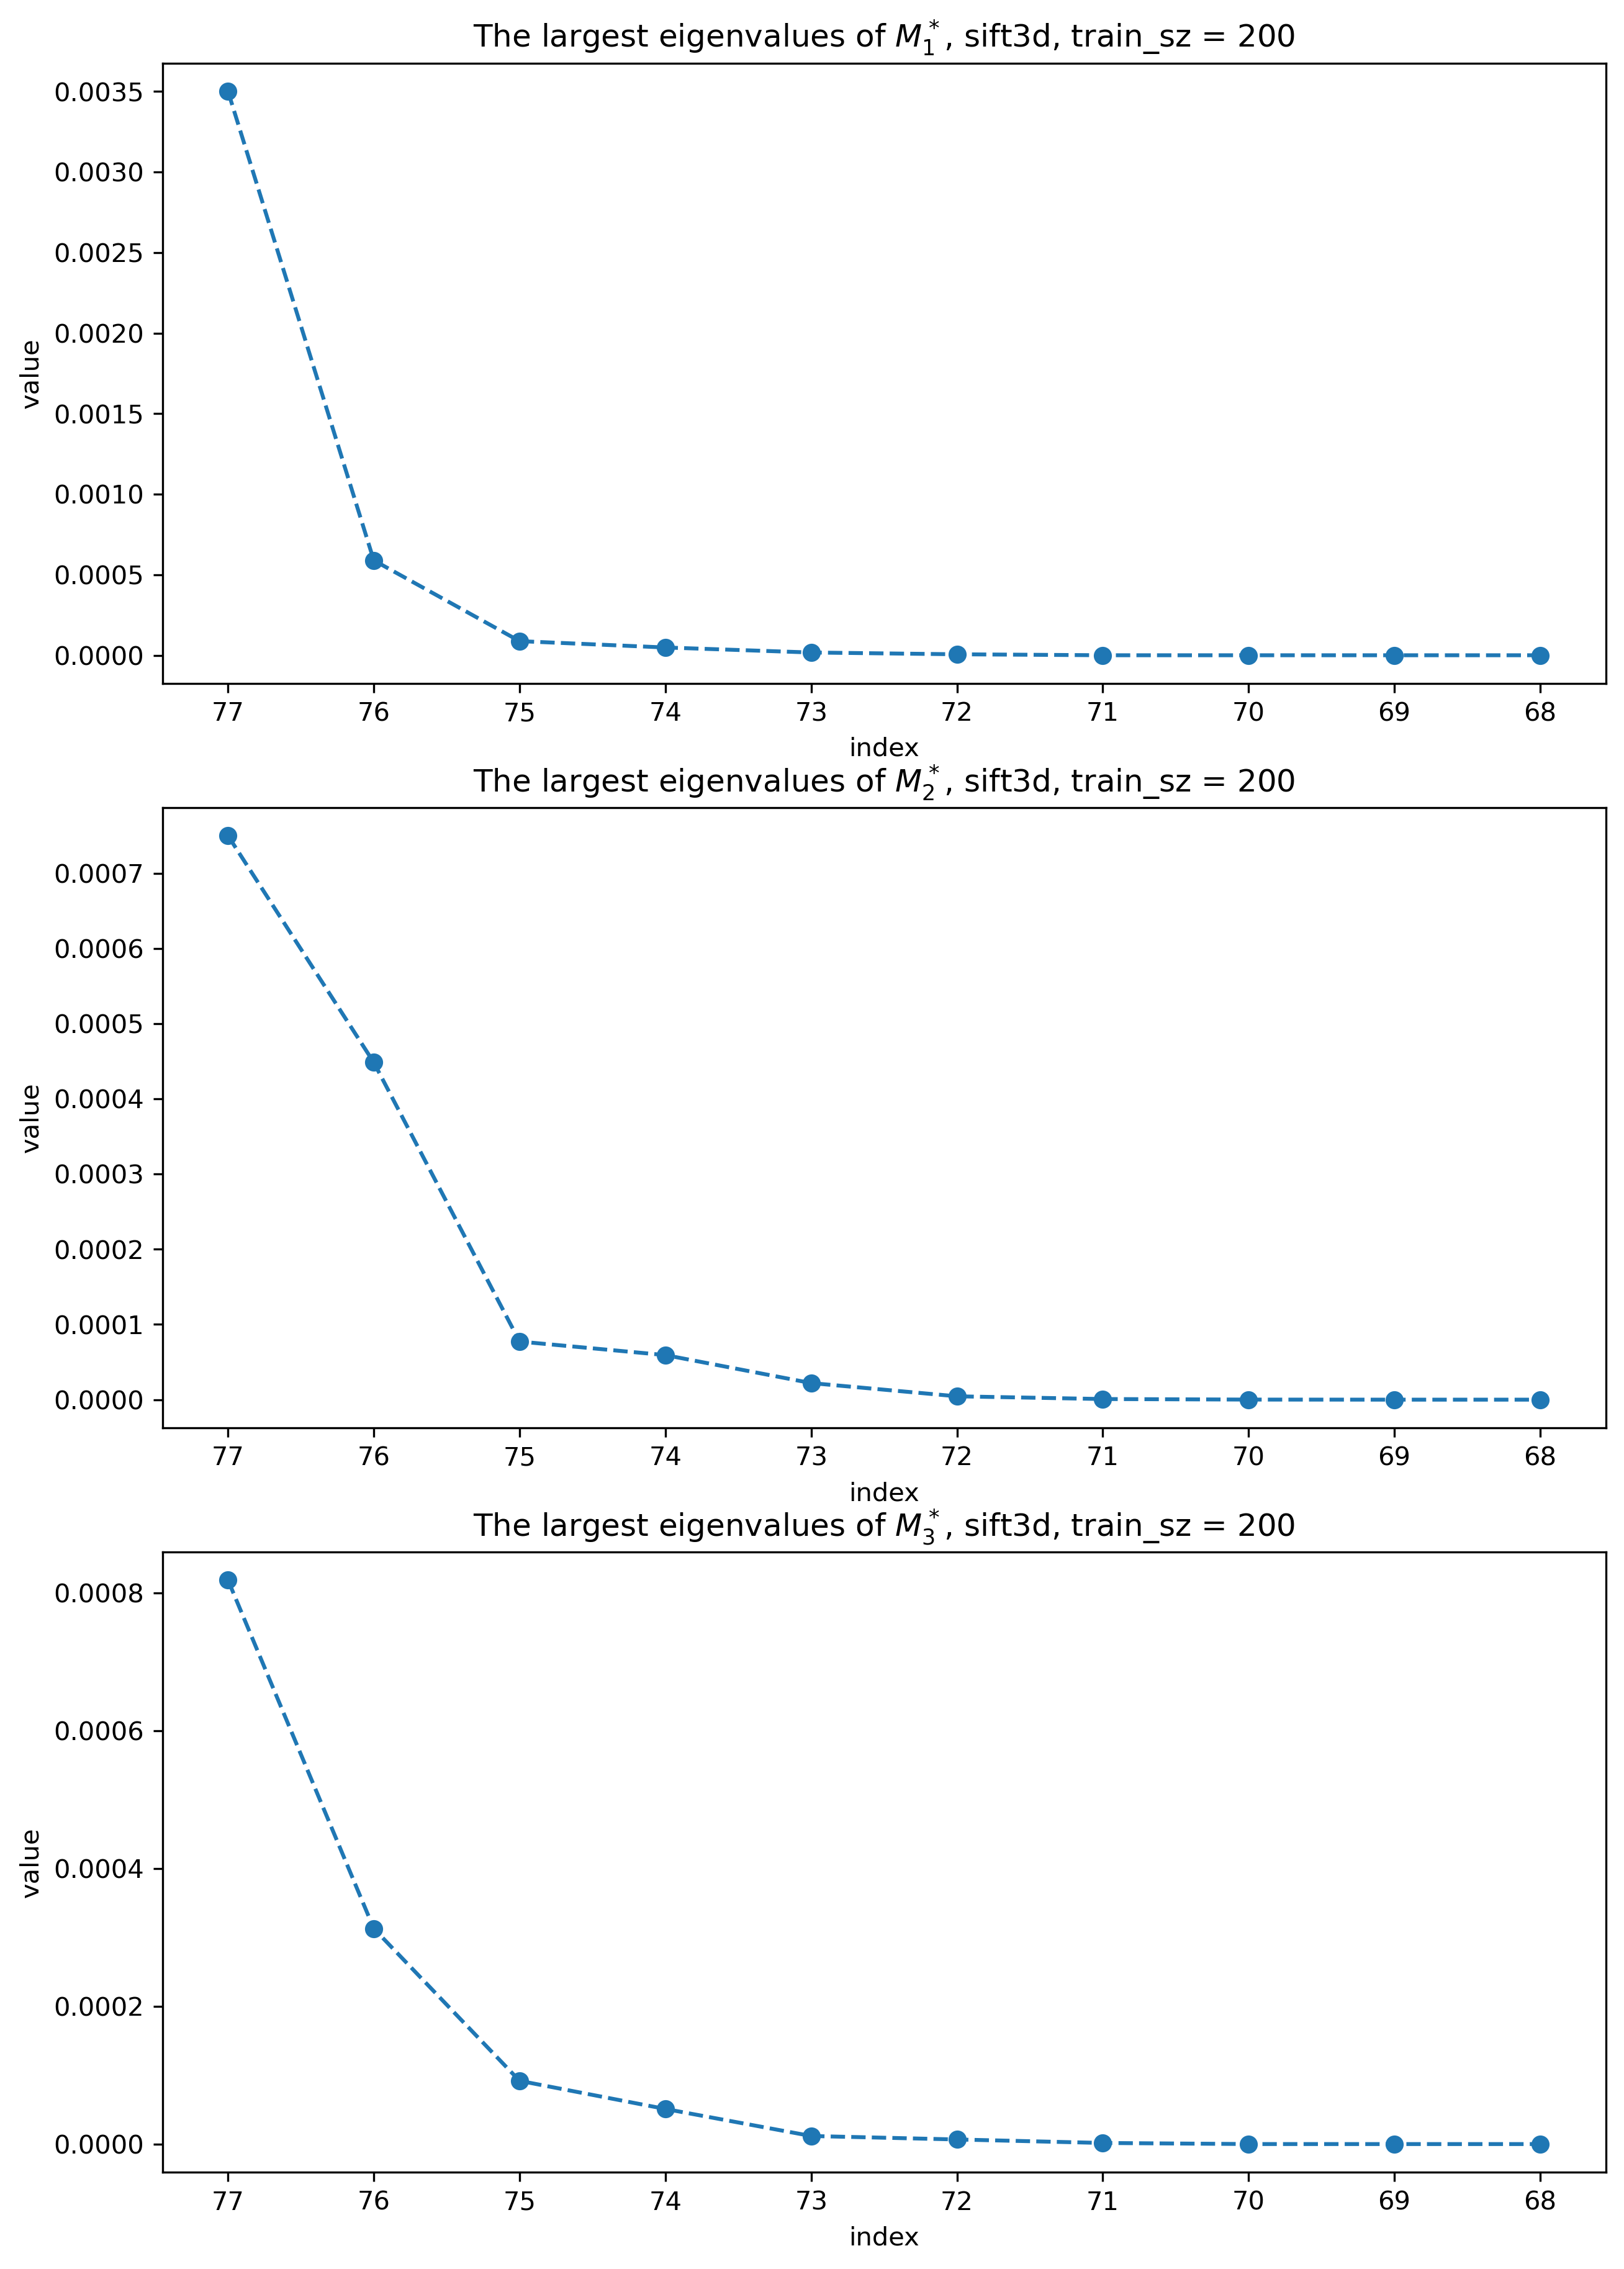 The largest eigenvalues of M₁*, sift3d, train_sz = 200
0.0035
0.0030
0.0025
0.0020
0.0015
0.0010
0.0005
0.0000
value
77 76 75 74 73 72 71 70 69 68
index
The largest eigenvalues of M₂*, sift3d, train_sz = 200
0.0007
0.0006
0.0005
0.0004
0.0003
0.0002
0.0001
0.0000
value
77 76 75 74 73 72 71 70 69 68
index
The largest eigenvalues of M₃*, sift3d, train_sz = 200
0.0008
0.0006
0.0004
0.0002
0.0000
value
77 76 75 74 73 72 71 70 69 68
index